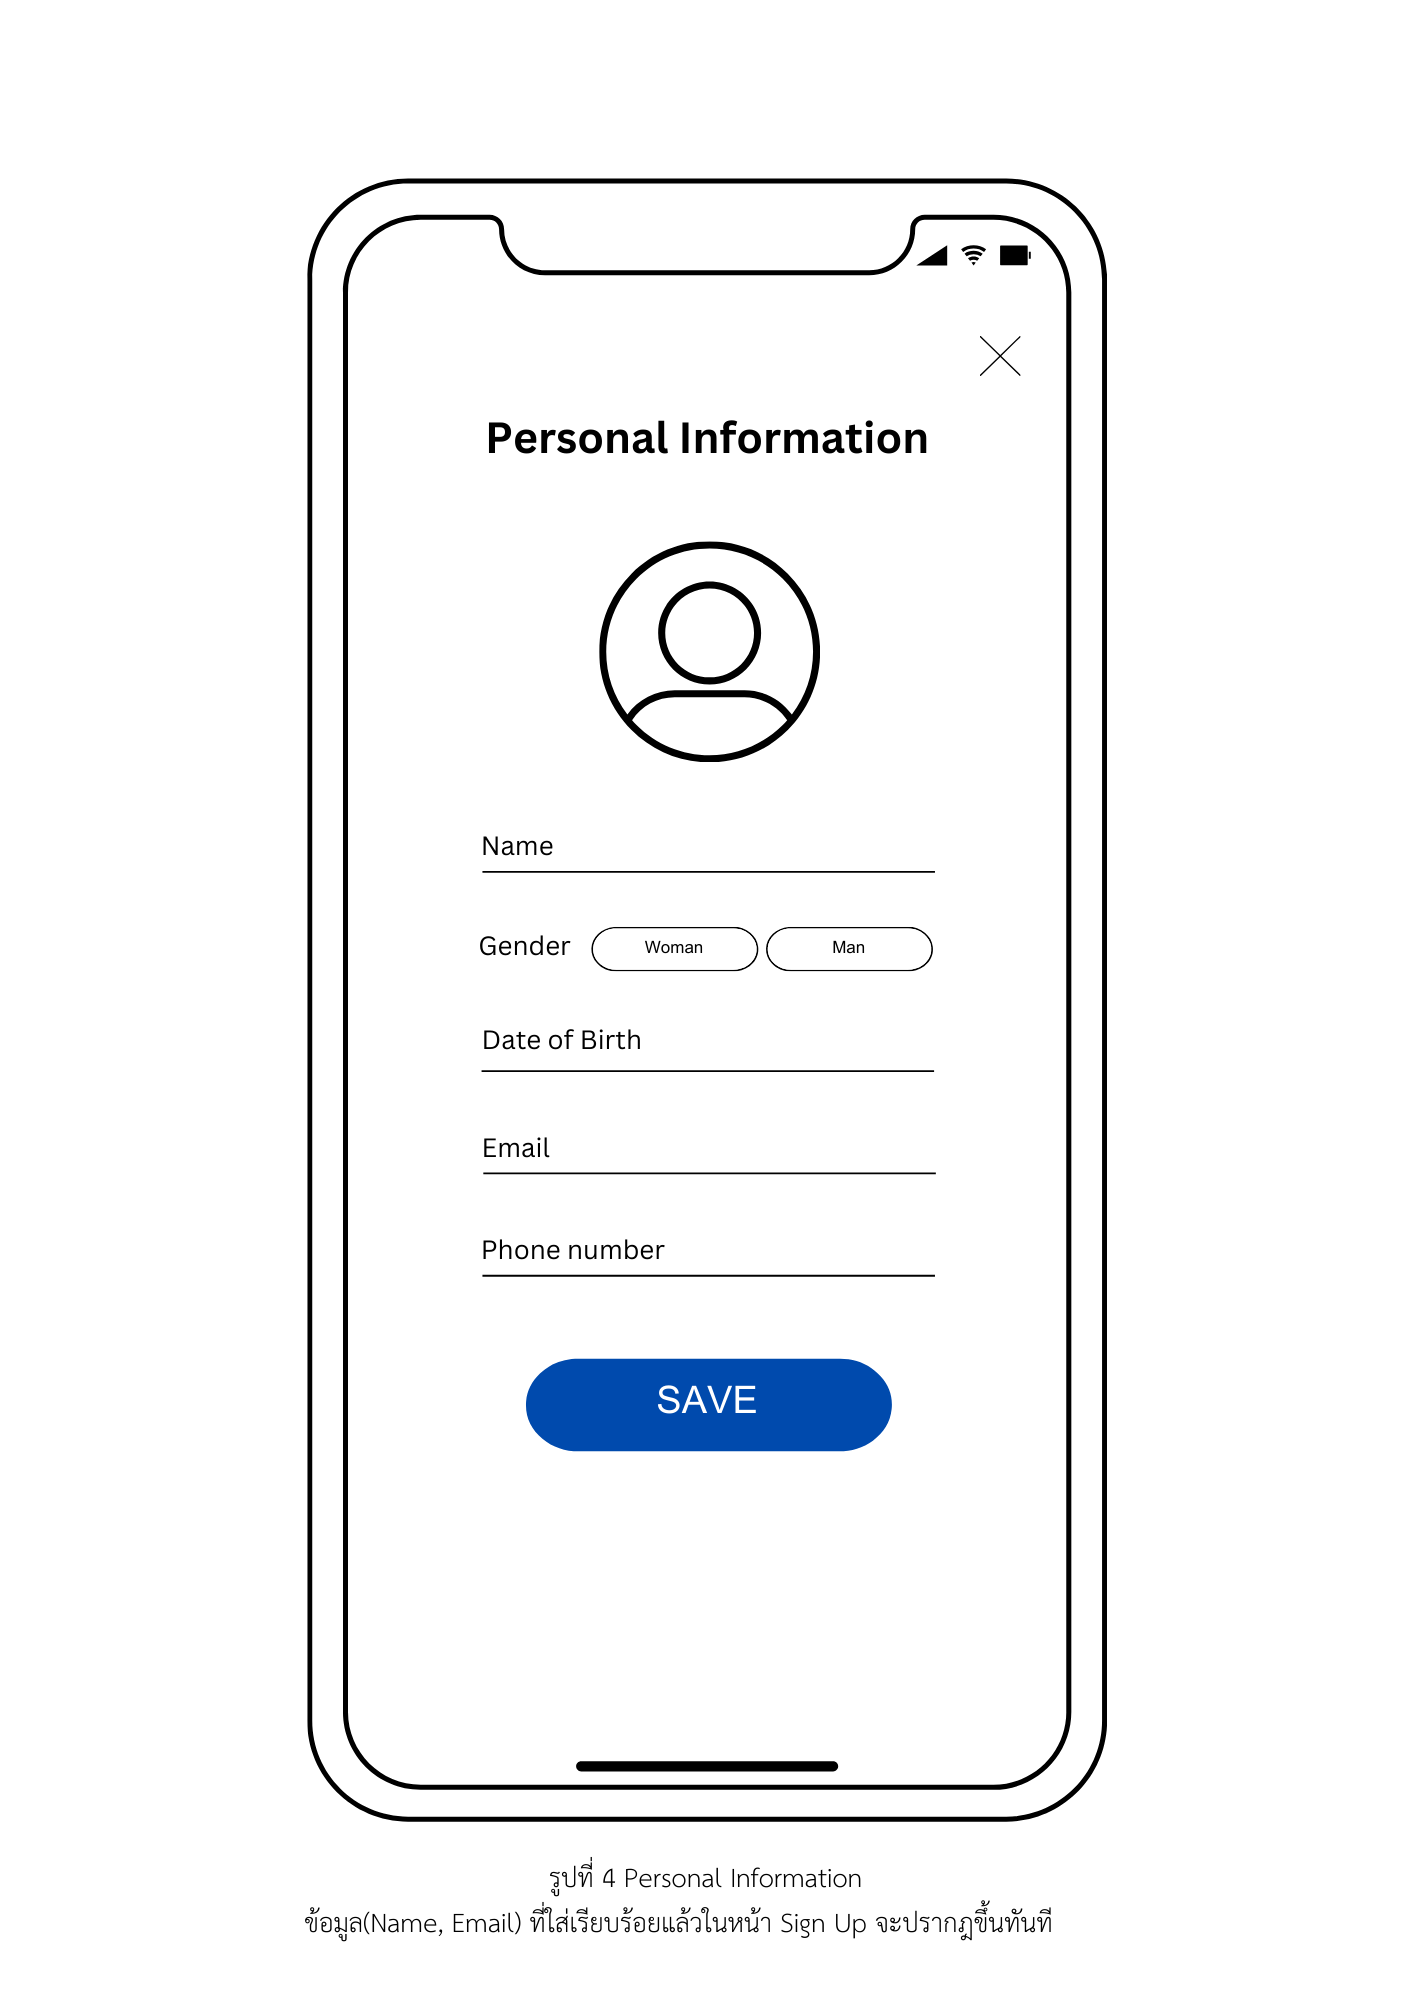 Personal Information
Name
Gender Woman Man
Date of Birth
Email
Phone number
SAVE
รูปที่ 4 Personal Information
ข้อมูล(Name, Email) ที่ใส่เรียบร้อยแล้วในหน้า Sign Up จะปรากฏขึ้นทันที